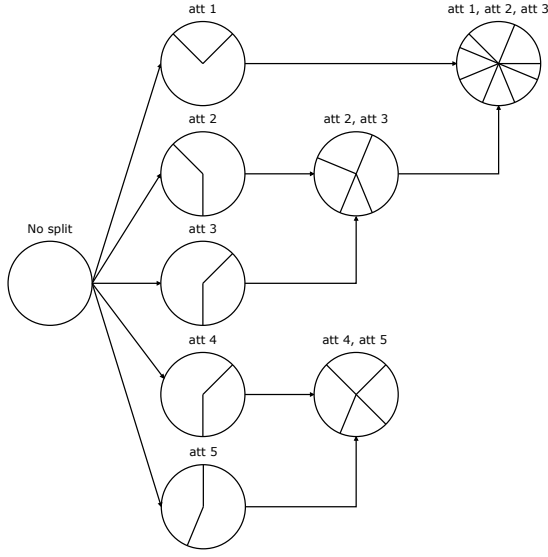 att 1
att 1, att 2, att 3
att 2
att 2, att 3
No split
att 3
att 4
att 4, att 5
att 5